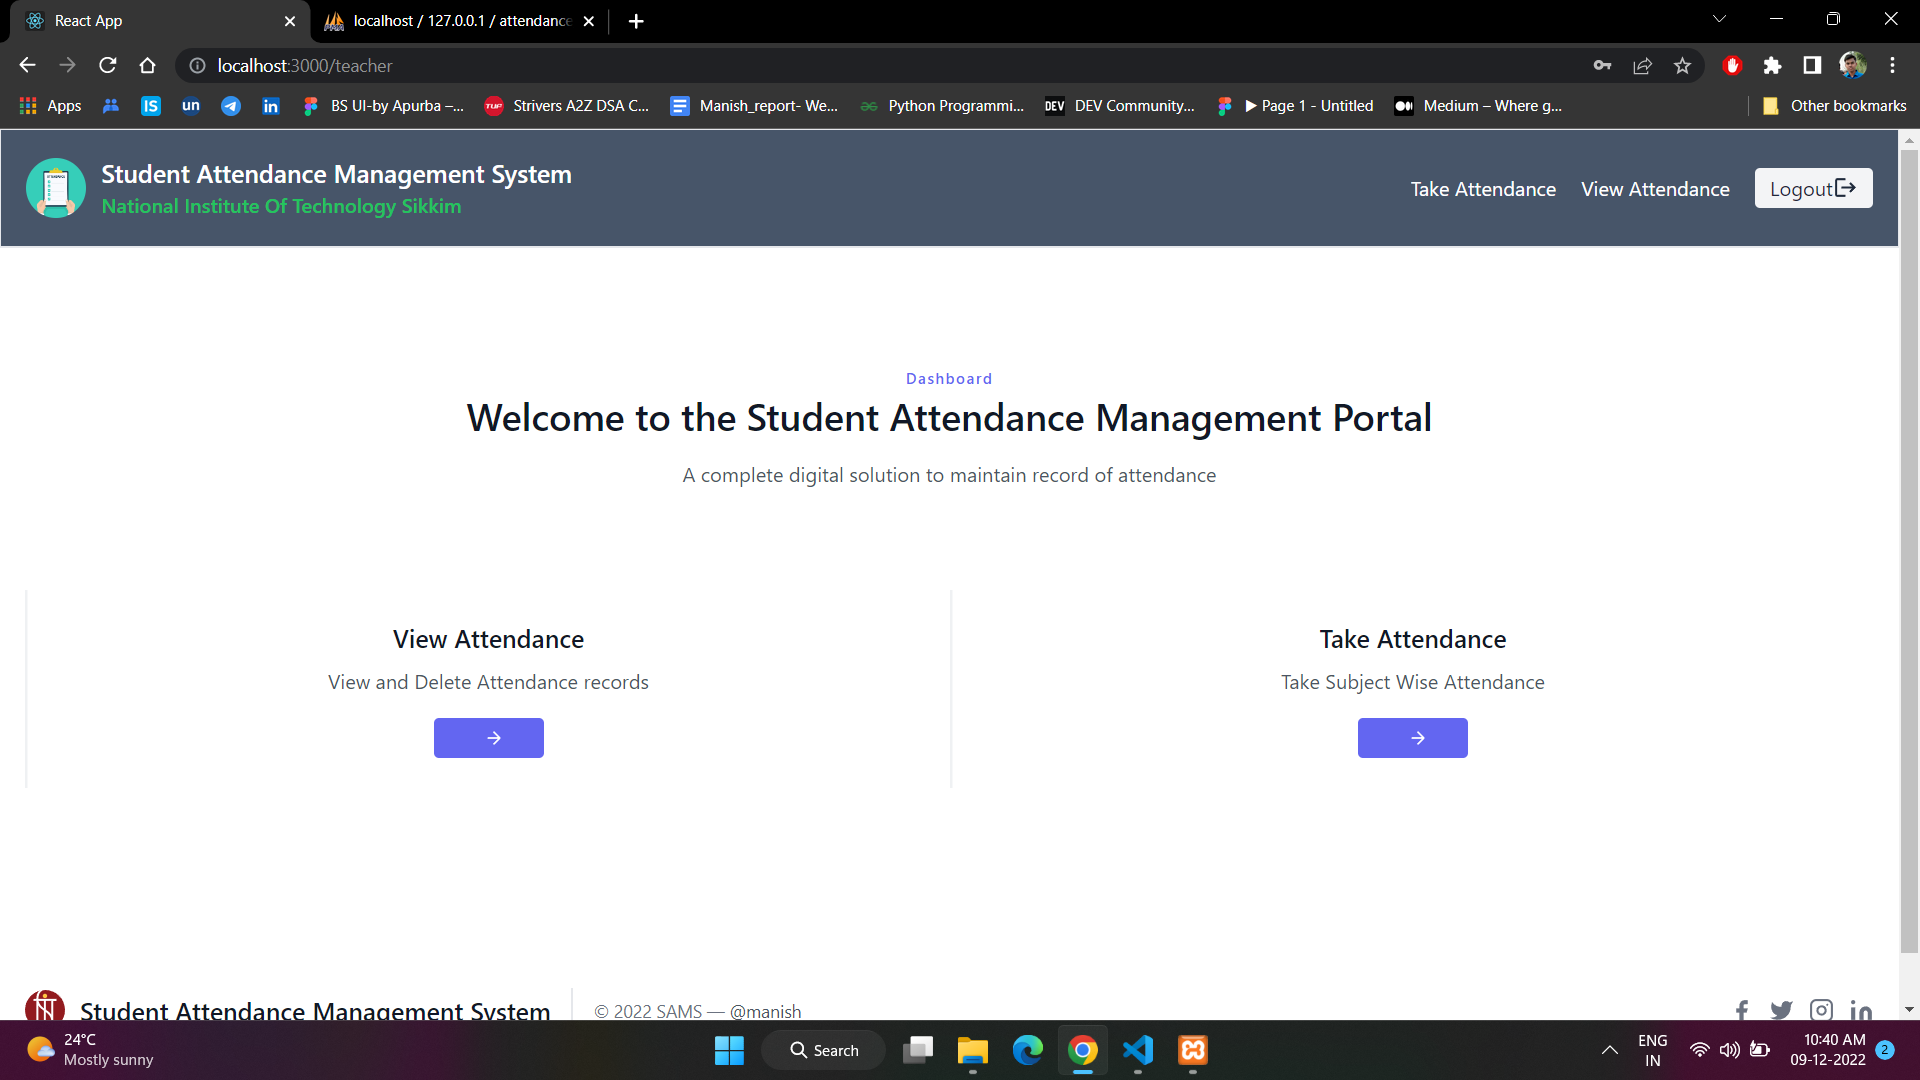 React App
localhost / 127.0.0.1 / attendance
localhost:3000/teacher
Apps
IS
un
in
BS UI-by Apurba –...
TUF
Strivers A2Z DSA C...
Manish_report- We...
Python Programmi...
DEV
DEV Community...
▶ Page 1 - Untitled
Medium – Where g...
Other bookmarks
Student Attendance Management System
National Institute Of Technology Sikkim
Take Attendance
View Attendance
Logout
Dashboard
Welcome to the Student Attendance Management Portal
A complete digital solution to maintain record of attendance
View Attendance
View and Delete Attendance records
→
Take Attendance
Take Subject Wise Attendance
→
Student Attendance Management System
© 2022 SAMS — @manish
24°C
Mostly sunny
Search
ENG
IN
10:40 AM
09-12-2022
2